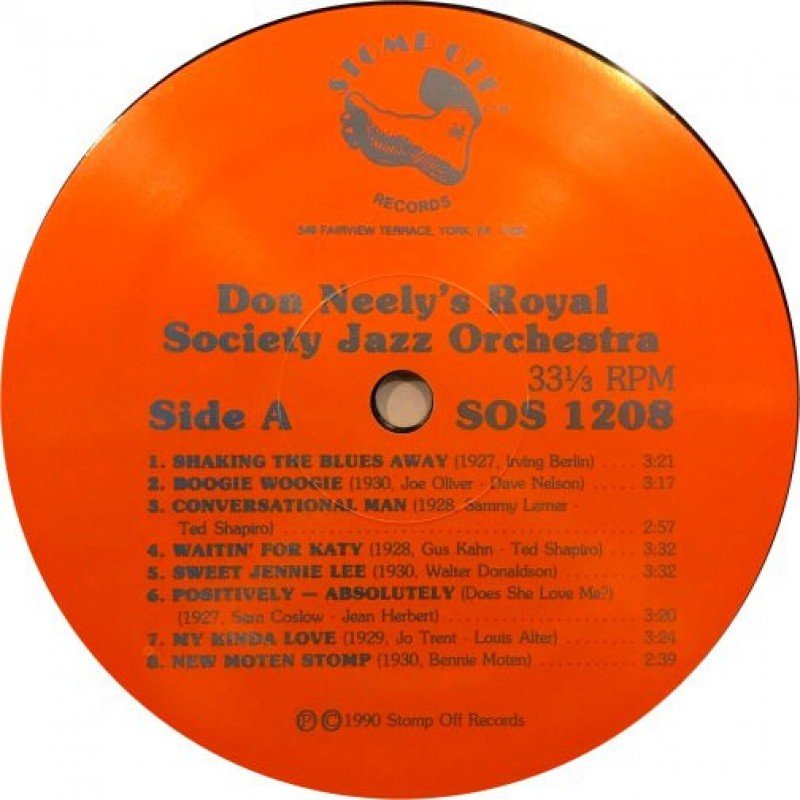 STOMP OFF
RECORDS
549 FAIRVIEW TERRACE, YORK, PA.
Don Neely's Royal
Society Jazz Orchestra
33⅓ RPM
Side A SOS 1208
1. SHAKING THE BLUES AWAY (1927, Irving Berlin) .... 3:21
2. BOOGIE WOOGIE (1930, Joe Oliver - Dave Nelson) ..... 3:17
3. CONVERSATIONAL MAN (1928, Sammy Lerner -
Ted Shapiro) ........ 2:57
4. WAITIN' FOR KATY (1928, Gus Kahn - Ted Shapiro) ... 3:32
5. SWEET JENNIE LEE (1930, Walter Donaldson) ........ 3:32
6. POSITIVELY — ABSOLUTELY (Does She Love Me?)
(1927, Sam Coslow - Jean Herbert) ........ 3:20
7. MY KINDA LOVE (1929, Jo Trent - Louis Alter) ........ 3:24
8. NEW MOTEN STOMP (1930, Bennie Moten) ........ 2:39
℗©1990 Stomp Off Records